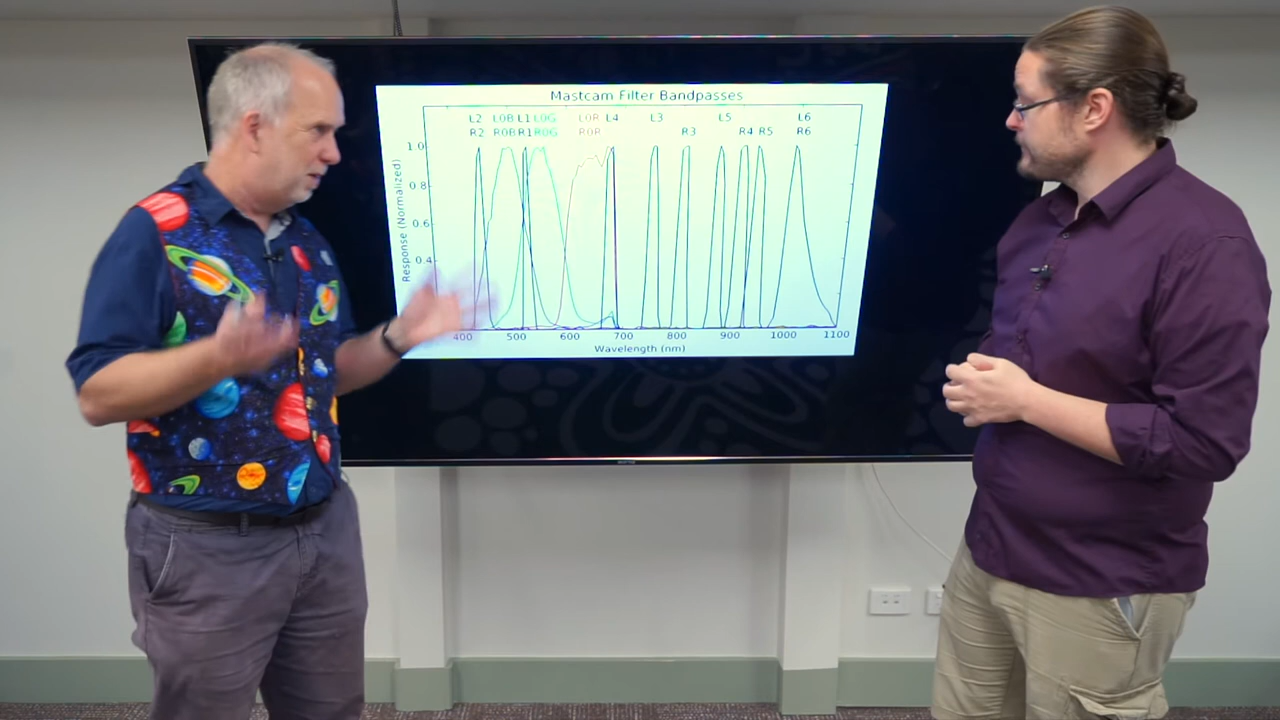 Mastcam Filter Bandpasses
L2 L0B L1 L0G L0R L4 L3 L5 L6
R2 R0B R1 R0G R0R R3 R4 R5 R6
1.0
0.8
0.6
0.4
Response (Normalized)
400 500 600 700 800 900 1000 1100
Wavelength (nm)